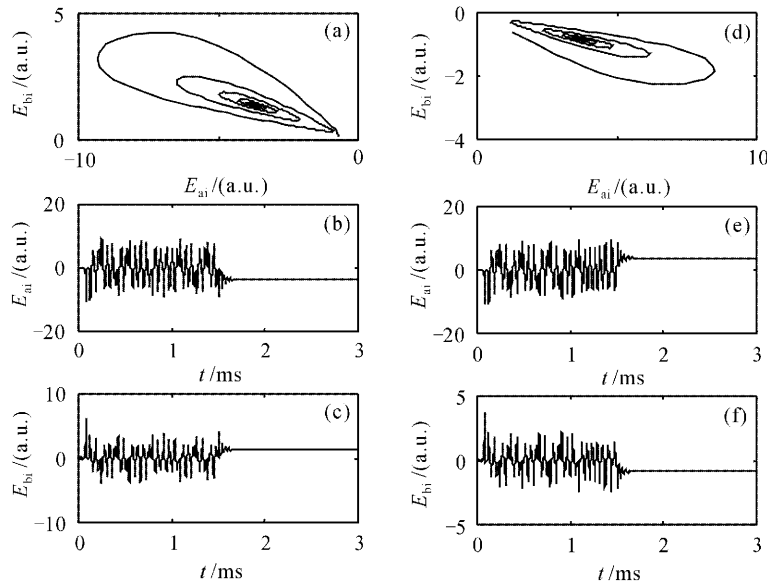 5
(a)
E_bi/(a.u.)
0
−10
0
E_ai/(a.u.)
0
(d)
E_bi/(a.u.)
−2
−4
0
5
10
E_ai/(a.u.)
20
(b)
E_ai/(a.u.)
0
−20
0
1
2
3
t/ms
20
(e)
E_ai/(a.u.)
0
−20
0
1
2
3
t/ms
10
(c)
E_bi/(a.u.)
0
−10
0
1
2
3
t/ms
5
(f)
E_bi/(a.u.)
0
−5
0
1
2
3
t/ms